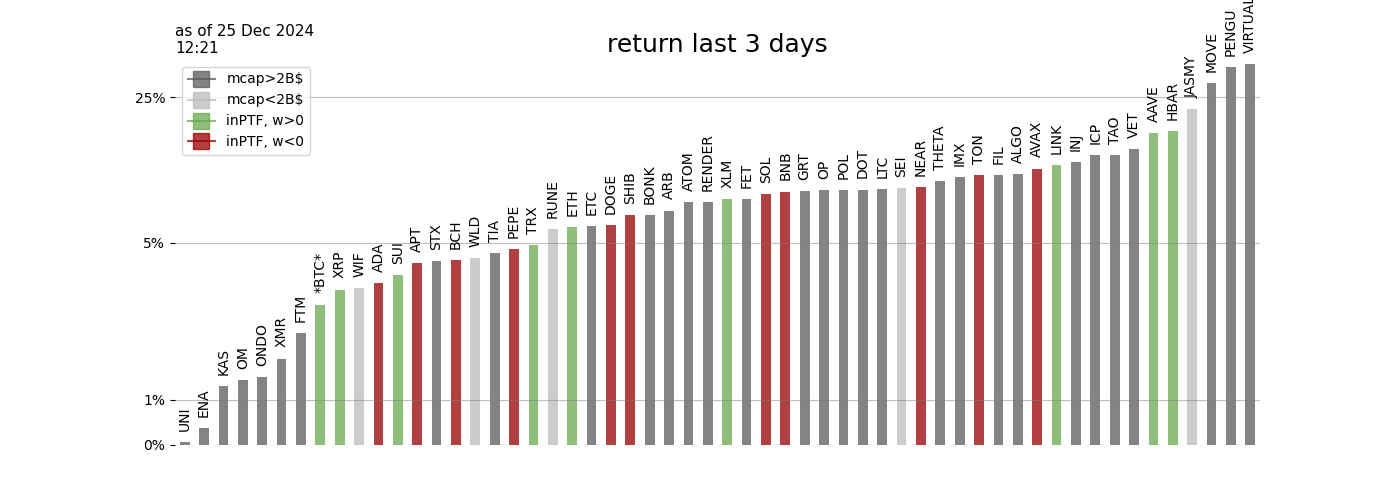 as of 25 Dec 2024
12:21
return last 3 days
mcap>2B$
mcap<2B$
inPTF, w>0
inPTF, w<0
25%
5%
1%
0%
UNI
ENA
KAS
OM
ONDO
XMR
FTM
*BTC*
XRP
WIF
ADA
SUI
APT
STX
BCH
WLD
TIA
PEPE
TRX
RUNE
ETH
ETC
DOGE
SHIB
BONK
ARB
ATOM
RENDER
XLM
FET
SOL
BNB
GRT
OP
POL
DOT
LTC
SEI
NEAR
THETA
IMX
TON
FIL
ALGO
AVAX
LINK
INJ
ICP
TAO
VET
AAVE
HBAR
JASMY
MOVE
PENGU
VIRTUAL